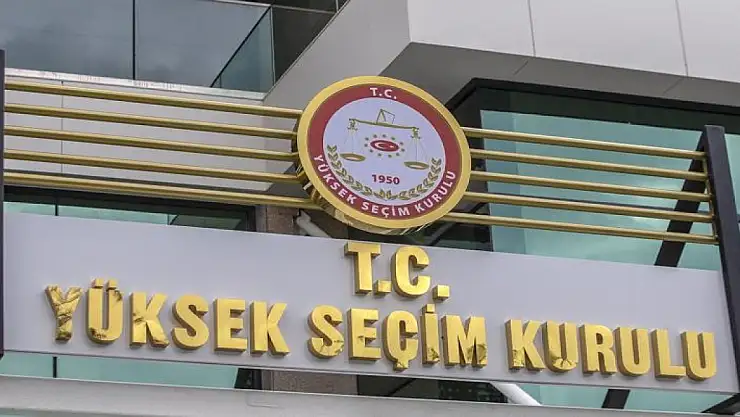 T.C.
1950
YÜKSEK SEÇİM KURULU
T.C.
YÜKSEK SEÇİM KURULU